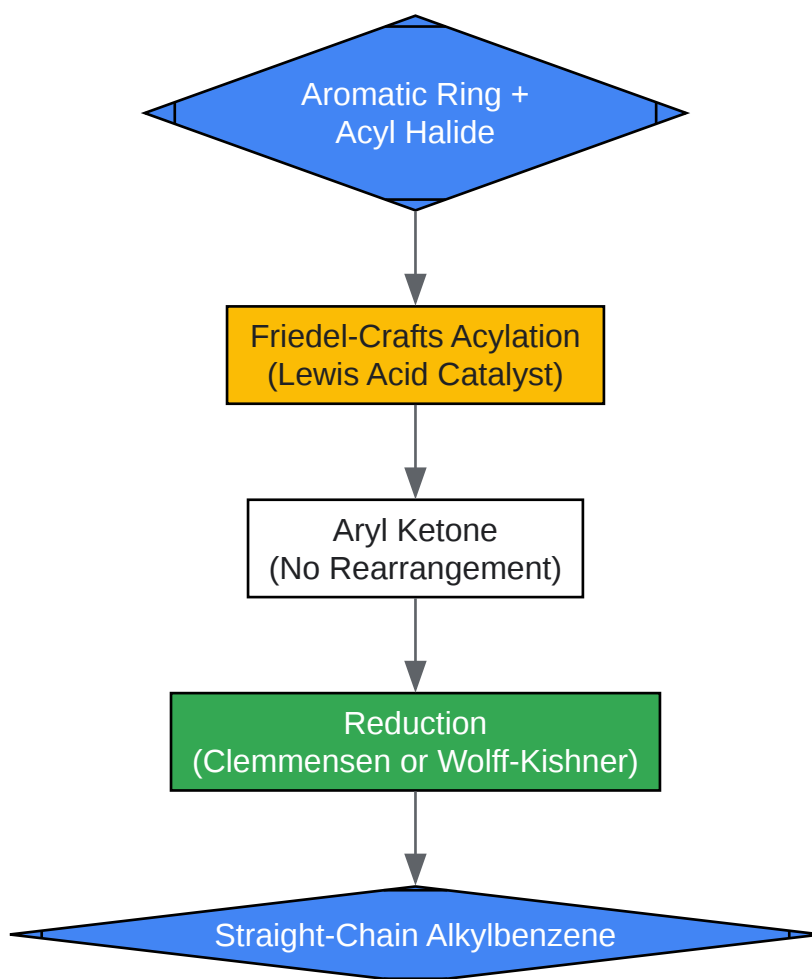 Aromatic Ring +
Acyl Halide
Friedel-Crafts Acylation
(Lewis Acid Catalyst)
Aryl Ketone
(No Rearrangement)
Reduction
(Clemmensen or Wolff-Kishner)
Straight-Chain Alkylbenzene